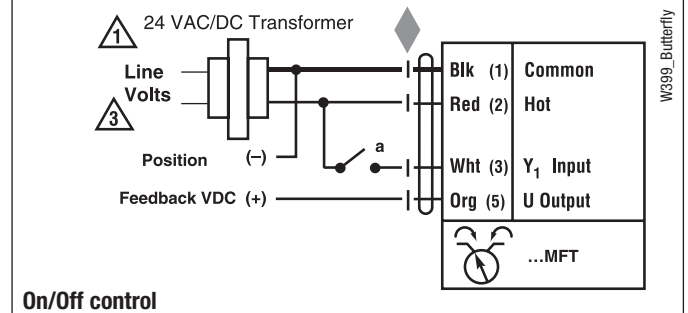 1 24 VAC/DC Transformer
Line
Volts
3
Blk (1) Common
Red (2) Hot
a
Position (–)
Wht (3) Y1 Input
Feedback VDC (+)
Org (5) U Output
...MFT
On/Off control
W399_Butterfly